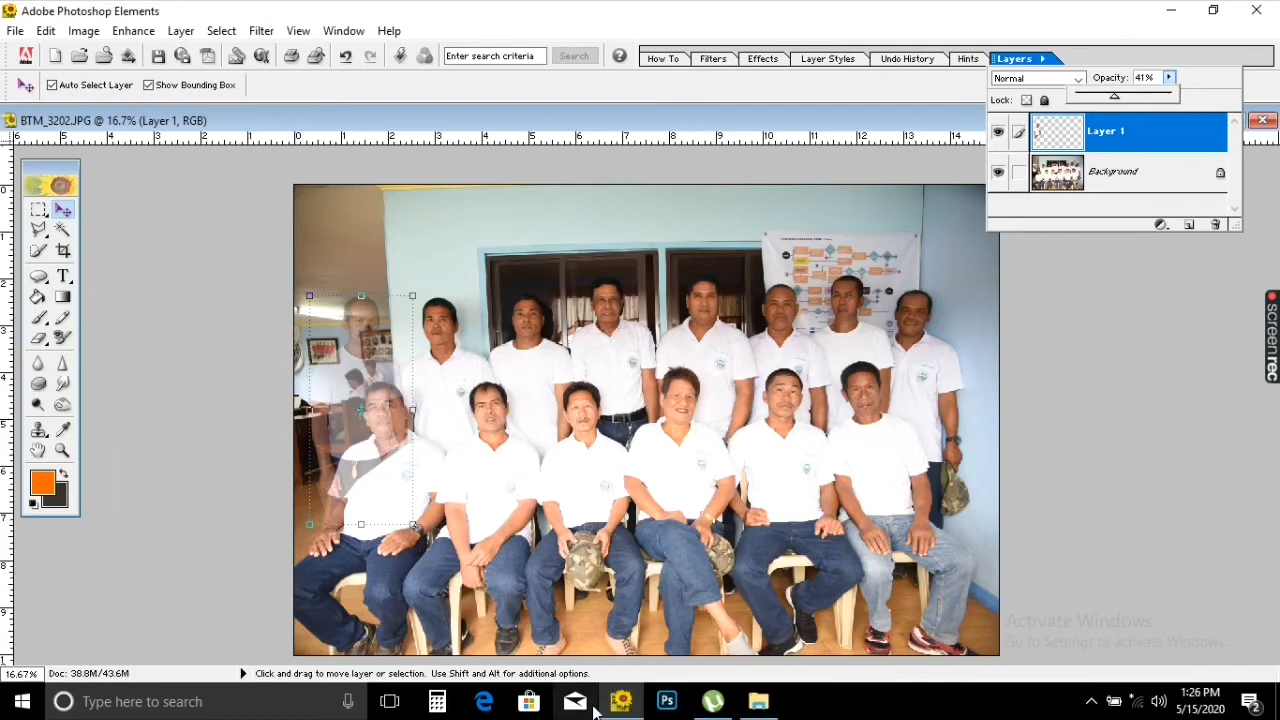 Adobe Photoshop Elements
File Edit Image Enhance Layer Select Filter View Window Help
Enter search criteria Search
How To Filters Effects Layer Styles Undo History Hints Layers
Auto Select Layer Show Bounding Box
Normal Opacity: 41%
Lock:
BTM_3202.JPG @ 16.7% (Layer 1, RGB)
Layer 1
Background
screenrec
Activate Windows
Go to Settings to activate Windows.
16.67% Doc: 38.8M/43.6M Click and drag to move layer or selection. Use Shift and Alt for additional options.
Type here to search
1:26 PM
5/15/2020